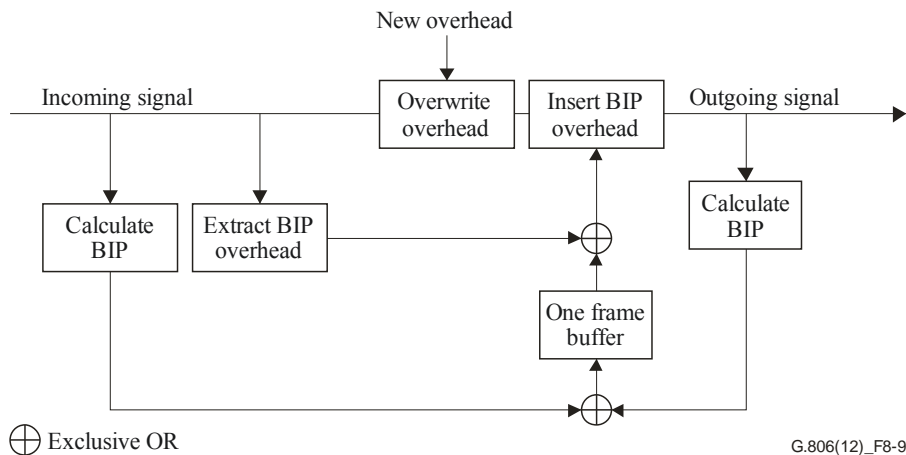 New overhead
Incoming signal
Overwrite
overhead
Insert BIP
overhead
Outgoing signal
Calculate
BIP
Extract BIP
overhead
Calculate
BIP
One frame
buffer
Exclusive OR
G.806(12)_F8-9